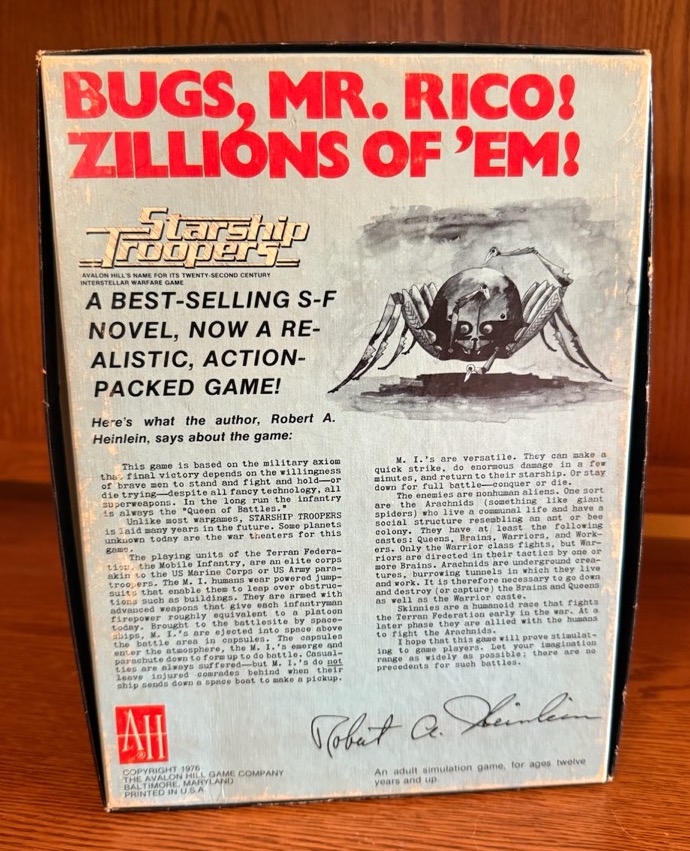 BUGS, MR. RICO!
ZILLIONS OF 'EM!
Starship
Troopers
AVALON HILL'S NAME FOR ITS TWENTY-SECOND CENTURY
INTERSTELLAR WARFARE GAME
A BEST-SELLING S-F
NOVEL, NOW A RE-
ALISTIC, ACTION-
PACKED GAME!
Here's what the author, Robert A.
Heinlein, says about the game:
This game is based on the military axiom
that final victory depends on the willingness
of brave men to stand and fight and hold—or
die trying—despite all fancy technology, all
superweapons. In the long run the infantry
is always the "Queen of Battles."
Unlike most wargames, STARSHIP TROOPERS
is laid many years in the future. Some planets
unknown today are the war theaters for this
game.
The playing units of the Terran Federa-
tion, the Mobile Infantry, are an elite corps
akin to the US Marine Corps or US Army para-
troopers. The M. I. humans wear powered jump-
suits that enable them to leap over obstruc-
tions such as buildings. They are armed with
advanced weapons that give each infantryman
firepower roughly equivalent to a platoon
today. Brought to the battlesite by space-
ships, M. I.'s are ejected into space above
the battle area in capsules. The capsules
enter the atmosphere, the M. I.'s emerge and
parachute down to form up to do battle. Casual-
ties are always suffered—but M. I.'s do not
leave injured comrades behind when their
ship sends down a space boat to make a pickup.
M. I.'s are versatile. They can make a
quick strike, do enormous damage in a few
minutes, and return to their starship. Or stay
down for full battle—conquer or die.
The enemies are nonhuman aliens. One sort
are the Arachnids (something like giant
spiders) who live a communal life and have a
social structure resembling an ant or bee
colony. They have at least the following
castes: Queens, Brains, Warriors, and Work-
ers. Only the Warrior class fights, but War-
riors are directed in their tactics by one or
more Brains. Arachnids are underground crea-
tures, burrowing tunnels in which they live
and work. It is therefore necessary to go down
and destroy (or capture) the Brains and Queens
as well as the Warrior caste.
Skinnies are a humanoid race that fights
the Terran Federation early in the war. At a
later phase they are allied with the humans
to fight the Arachnids.
I hope that this game will prove stimulat-
ing to game players. Let your imagination
range as widely as possible; there are no
precedents for such battles.
Robert A. Heinlein
AH
®
COPYRIGHT 1976
THE AVALON HILL GAME COMPANY
BALTIMORE, MARYLAND
PRINTED IN U.S.A
An adult simulation game, for ages twelve
years and up.